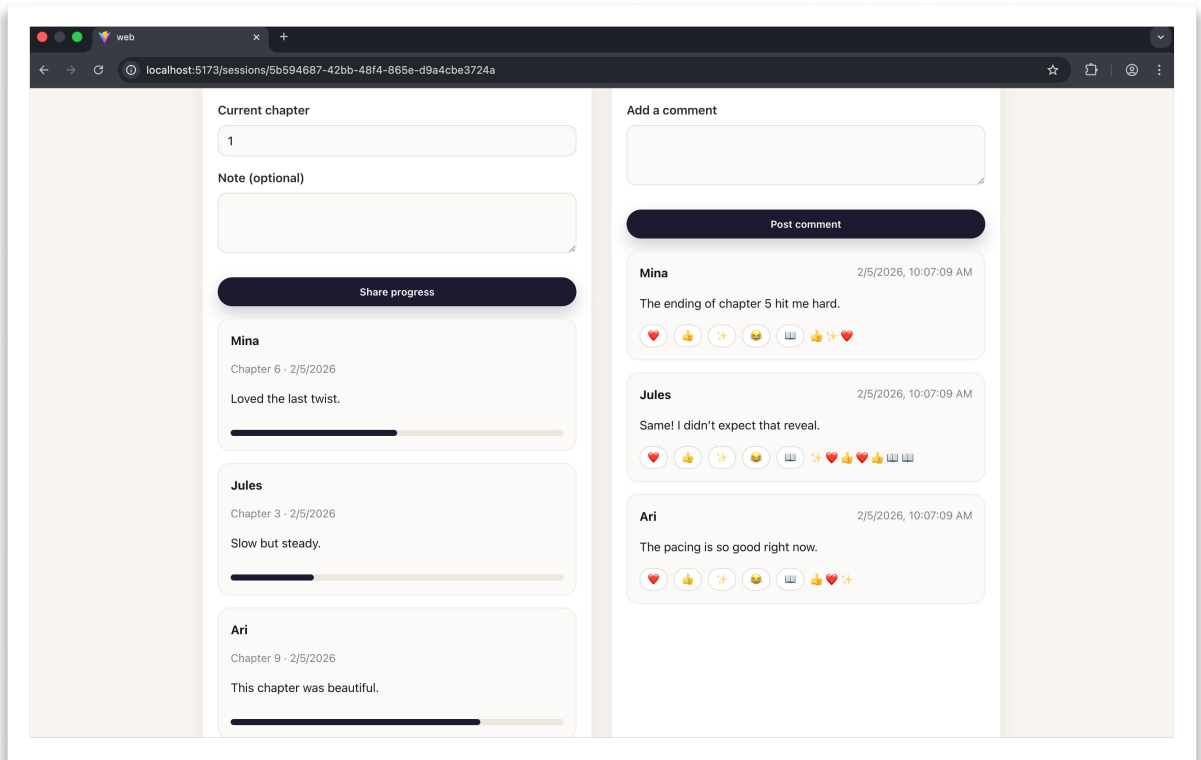 web
localhost:5173/sessions/5b594687-42bb-48f4-865e-d9a4cbe3724a
Current chapter
1
Note (optional)
Share progress
Mina
Chapter 6 · 2/5/2026
Loved the last twist.
Jules
Chapter 3 · 2/5/2026
Slow but steady.
Ari
Chapter 9 · 2/5/2026
This chapter was beautiful.
Add a comment
Post comment
Mina 2/5/2026, 10:07:09 AM
The ending of chapter 5 hit me hard.
❤️ 👍 ✨ 😂 📖 👍✨❤️
Jules 2/5/2026, 10:07:09 AM
Same! I didn’t expect that reveal.
❤️ 👍 ✨ 😂 📖 ✨❤️👍❤️👍📖📖
Ari 2/5/2026, 10:07:09 AM
The pacing is so good right now.
❤️ 👍 ✨ 😂 📖 👍❤️✨